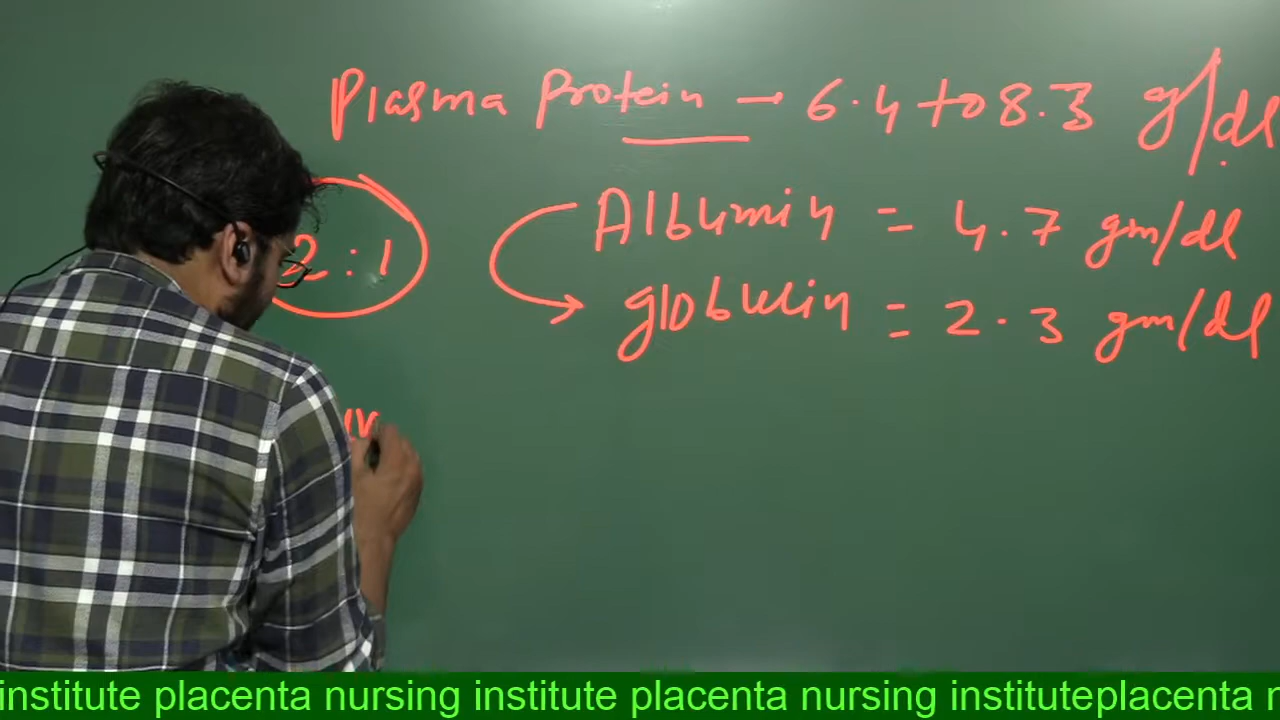 Plasma Protein → 6.4 to 8.3 g/dl
Albumin = 4.7 gm/dl
2 : 1
globulin = 2.3 gm/dl
institute placenta nursing institute placenta nursing instituteplacenta